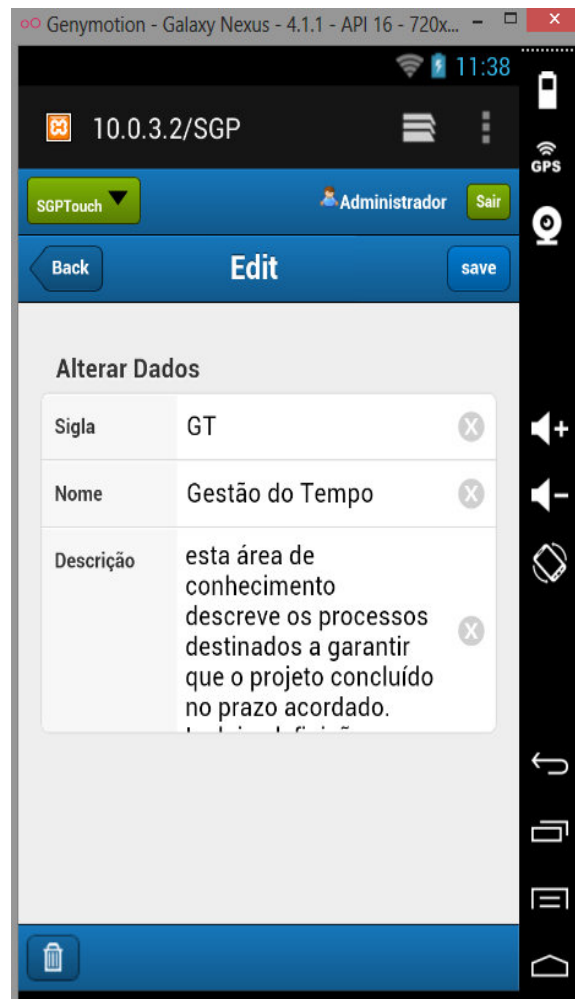 Genymotion - Galaxy Nexus - 4.1.1 - API 16 - 720x...
11:38
10.0.3.2/SGP
GPS
SGPTouch
Administrador
Sair
Back
Edit
save
Alterar Dados
Sigla
GT
Nome
Gestão do Tempo
Descrição
esta área de
conhecimento
descreve os processos
destinados a garantir
que o projeto concluído
no prazo acordado.